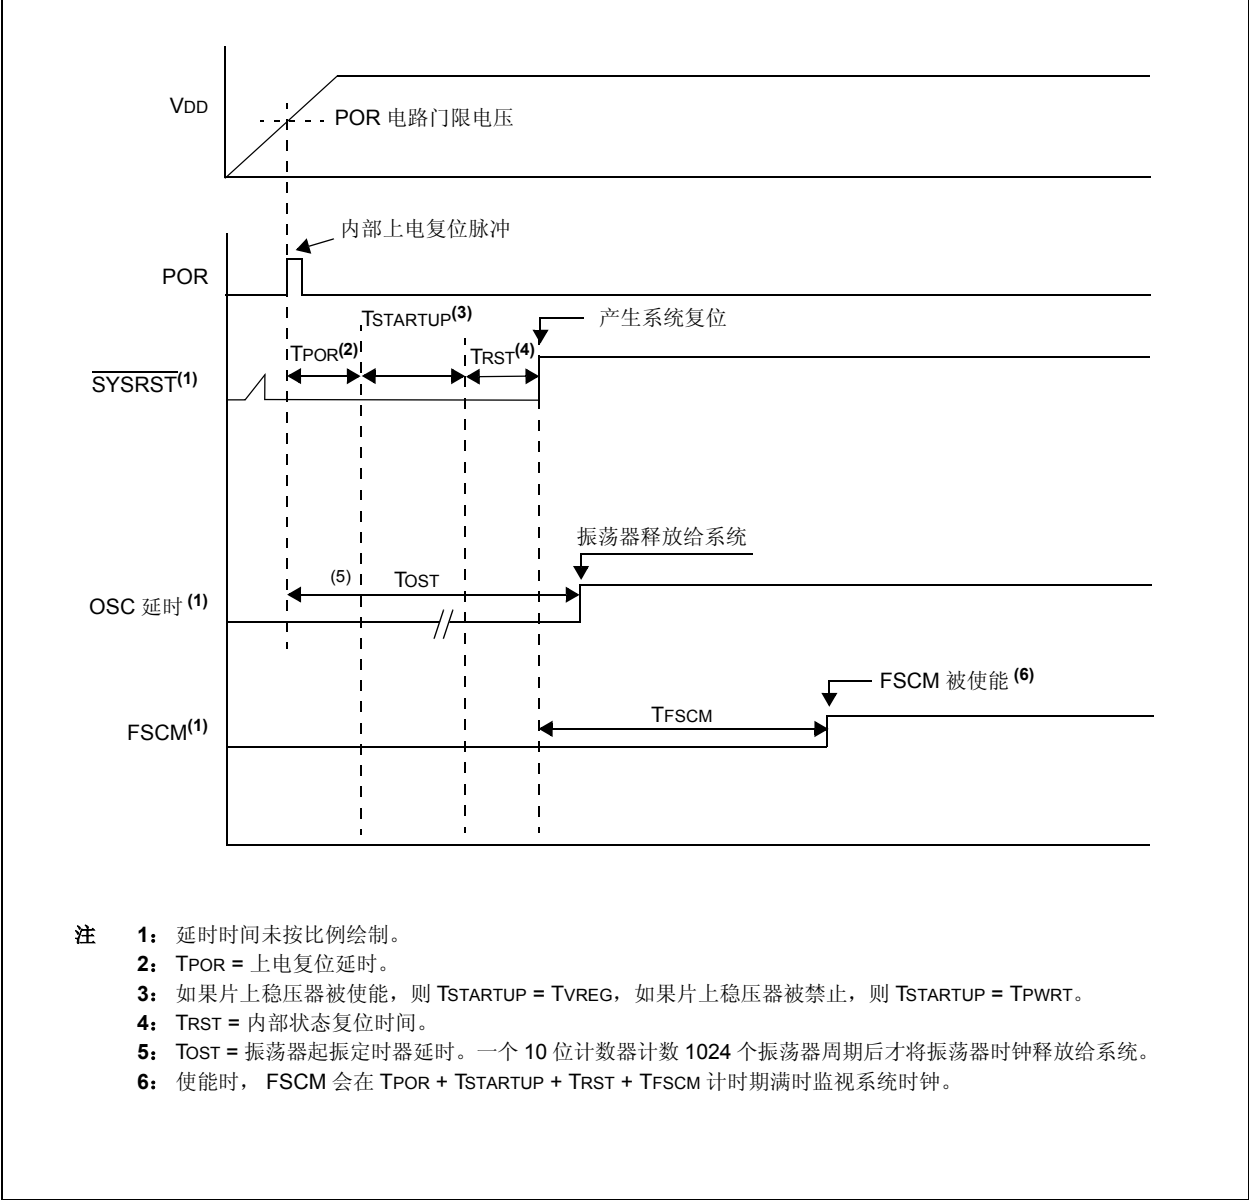 VDD
POR 电路门限电压
内部上电复位脉冲
POR
TSTARTUP(3)
产生系统复位
TPOR(2)
TRST(4)
SYSRST(1)
振荡器释放给系统
(5) TOST
OSC 延时 (1)
FSCM 被使能 (6)
TFSCM
FSCM(1)
注 1： 延时时间未按比例绘制。
2： TPOR = 上电复位延时。
3： 如果片上稳压器被使能，则 TSTARTUP = TVREG，如果片上稳压器被禁止，则 TSTARTUP = TPWRT。
4： TRST = 内部状态复位时间。
5： TOST = 振荡器起振定时器延时。一个 10 位计数器计数 1024 个振荡器周期后才将振荡器时钟释放给系统。
6： 使能时， FSCM 会在 TPOR + TSTARTUP + TRST + TFSCM 计时期满时监视系统时钟。